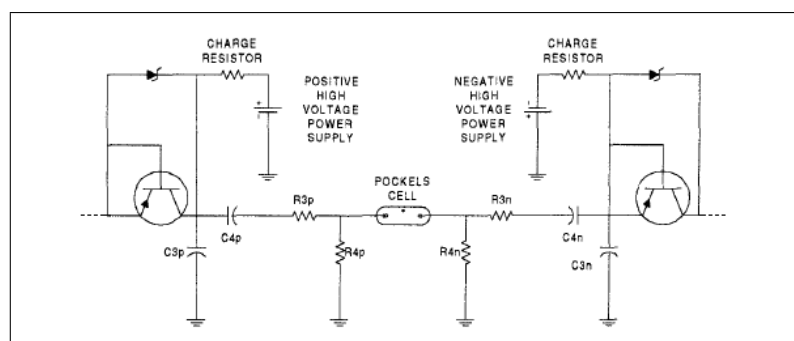 CHARGE
RESISTOR
POSITIVE
HIGH
VOLTAGE
POWER
SUPPLY
NEGATIVE
HIGH
VOLTAGE
POWER
SUPPLY
CHARGE
RESISTOR
POCKELS
CELL
R3p
R3n
C4p
C4n
C3p
R4p
R4n
C3n